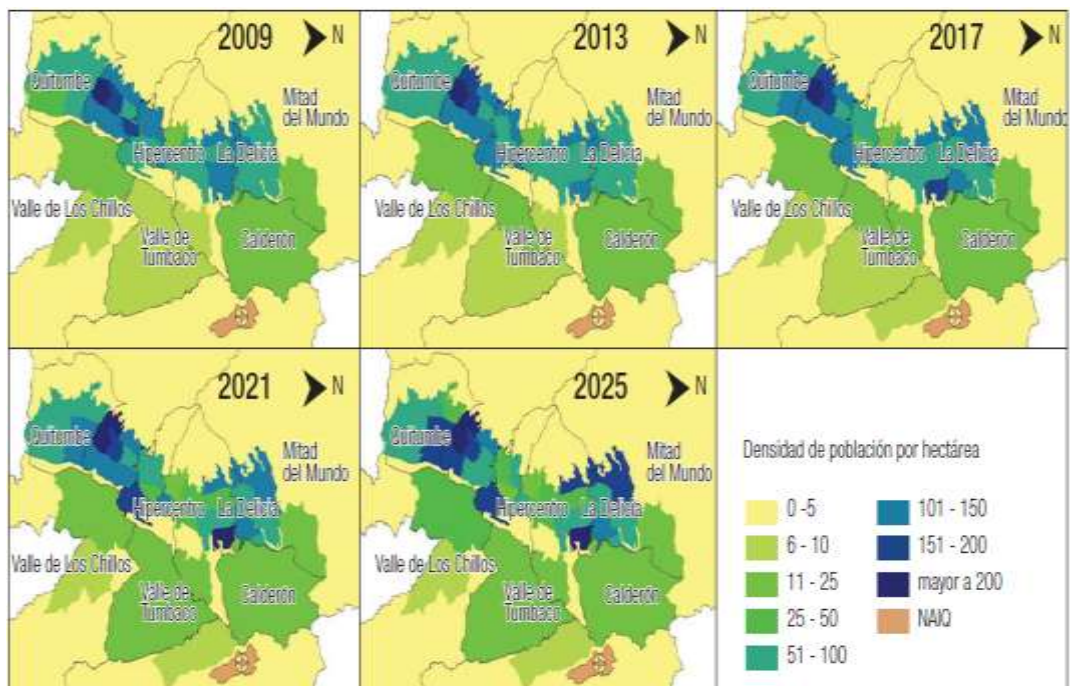 2009
N
Quitumbe
Mitad
del Mundo
Hipercentro
La Delicia
Valle de Los Chillos
Valle de
Tumbaco
Calderón
2013
N
Quitumbe
Mitad
del Mundo
Hipercentro
La Delicia
Valle de Los Chillos
Valle de
Tumbaco
Calderón
2017
N
Quitumbe
Mitad
del Mundo
Hipercentro
La Delicia
Valle de Los Chillos
Valle de
Tumbaco
Calderón
2021
N
Quitumbe
Mitad
del Mundo
Hipercentro
La Delicia
Valle de Los Chillos
Valle de
Tumbaco
Calderón
2025
N
Quitumbe
Mitad
del Mundo
Hipercentro
La Delicia
Valle de Los Chillos
Valle de
Tumbaco
Calderón
Densidad de población por hectárea
0 -5
6 - 10
11 - 25
25 - 50
51 - 100
101 - 150
151 - 200
mayor a 200
NAIQ